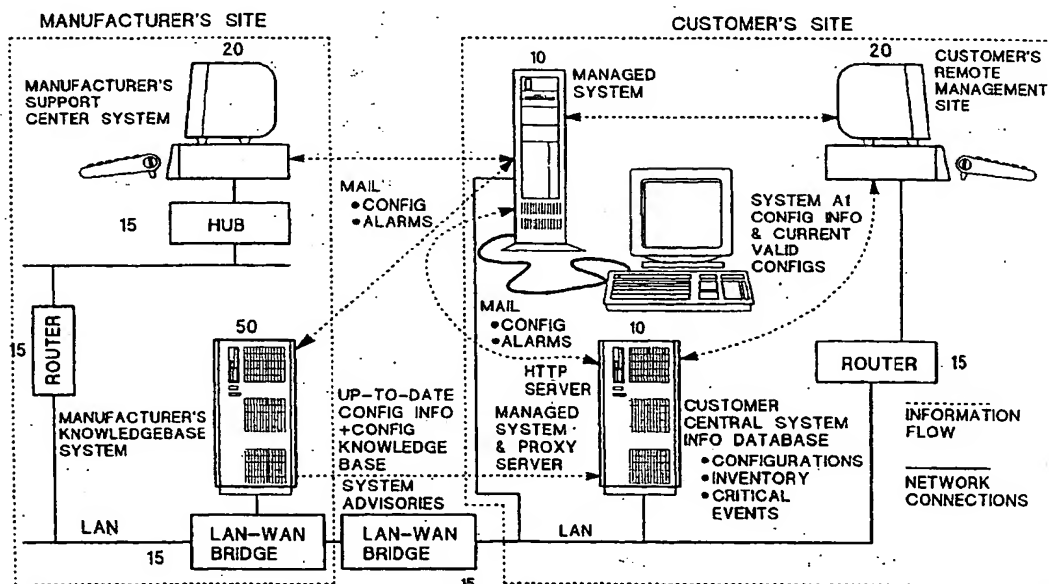 MANUFACTURER'S SITE
20
MANUFACTURER'S
SUPPORT
CENTER SYSTEM
15
HUB
MAIL
•CONFIG
•ALARMS
ROUTER
15
50
MANUFACTURER'S
KNOWLEDGEBASE
SYSTEM
UP-TO-DATE
CONFIG INFO
+CONFIG
KNOWLEDGE
BASE
SYSTEM
ADVISORIES
LAN
15
LAN-WAN
BRIDGE
LAN-WAN
BRIDGE
15
CUSTOMER'S SITE
10
MANAGED
SYSTEM
20
CUSTOMER'S
REMOTE
MANAGEMENT
SITE
SYSTEM A1
CONFIG INFO
& CURRENT
VALID
CONFIGS
MAIL
•CONFIG
•ALARMS
10
HTTP
SERVER
MANAGED
SYSTEM
& PROXY
SERVER
CUSTOMER
CENTRAL SYSTEM
INFO DATABASE
•CONFIGURATIONS
•INVENTORY
•CRITICAL
EVENTS
ROUTER
15
INFORMATION
FLOW
NETWORK
CONNECTIONS
LAN